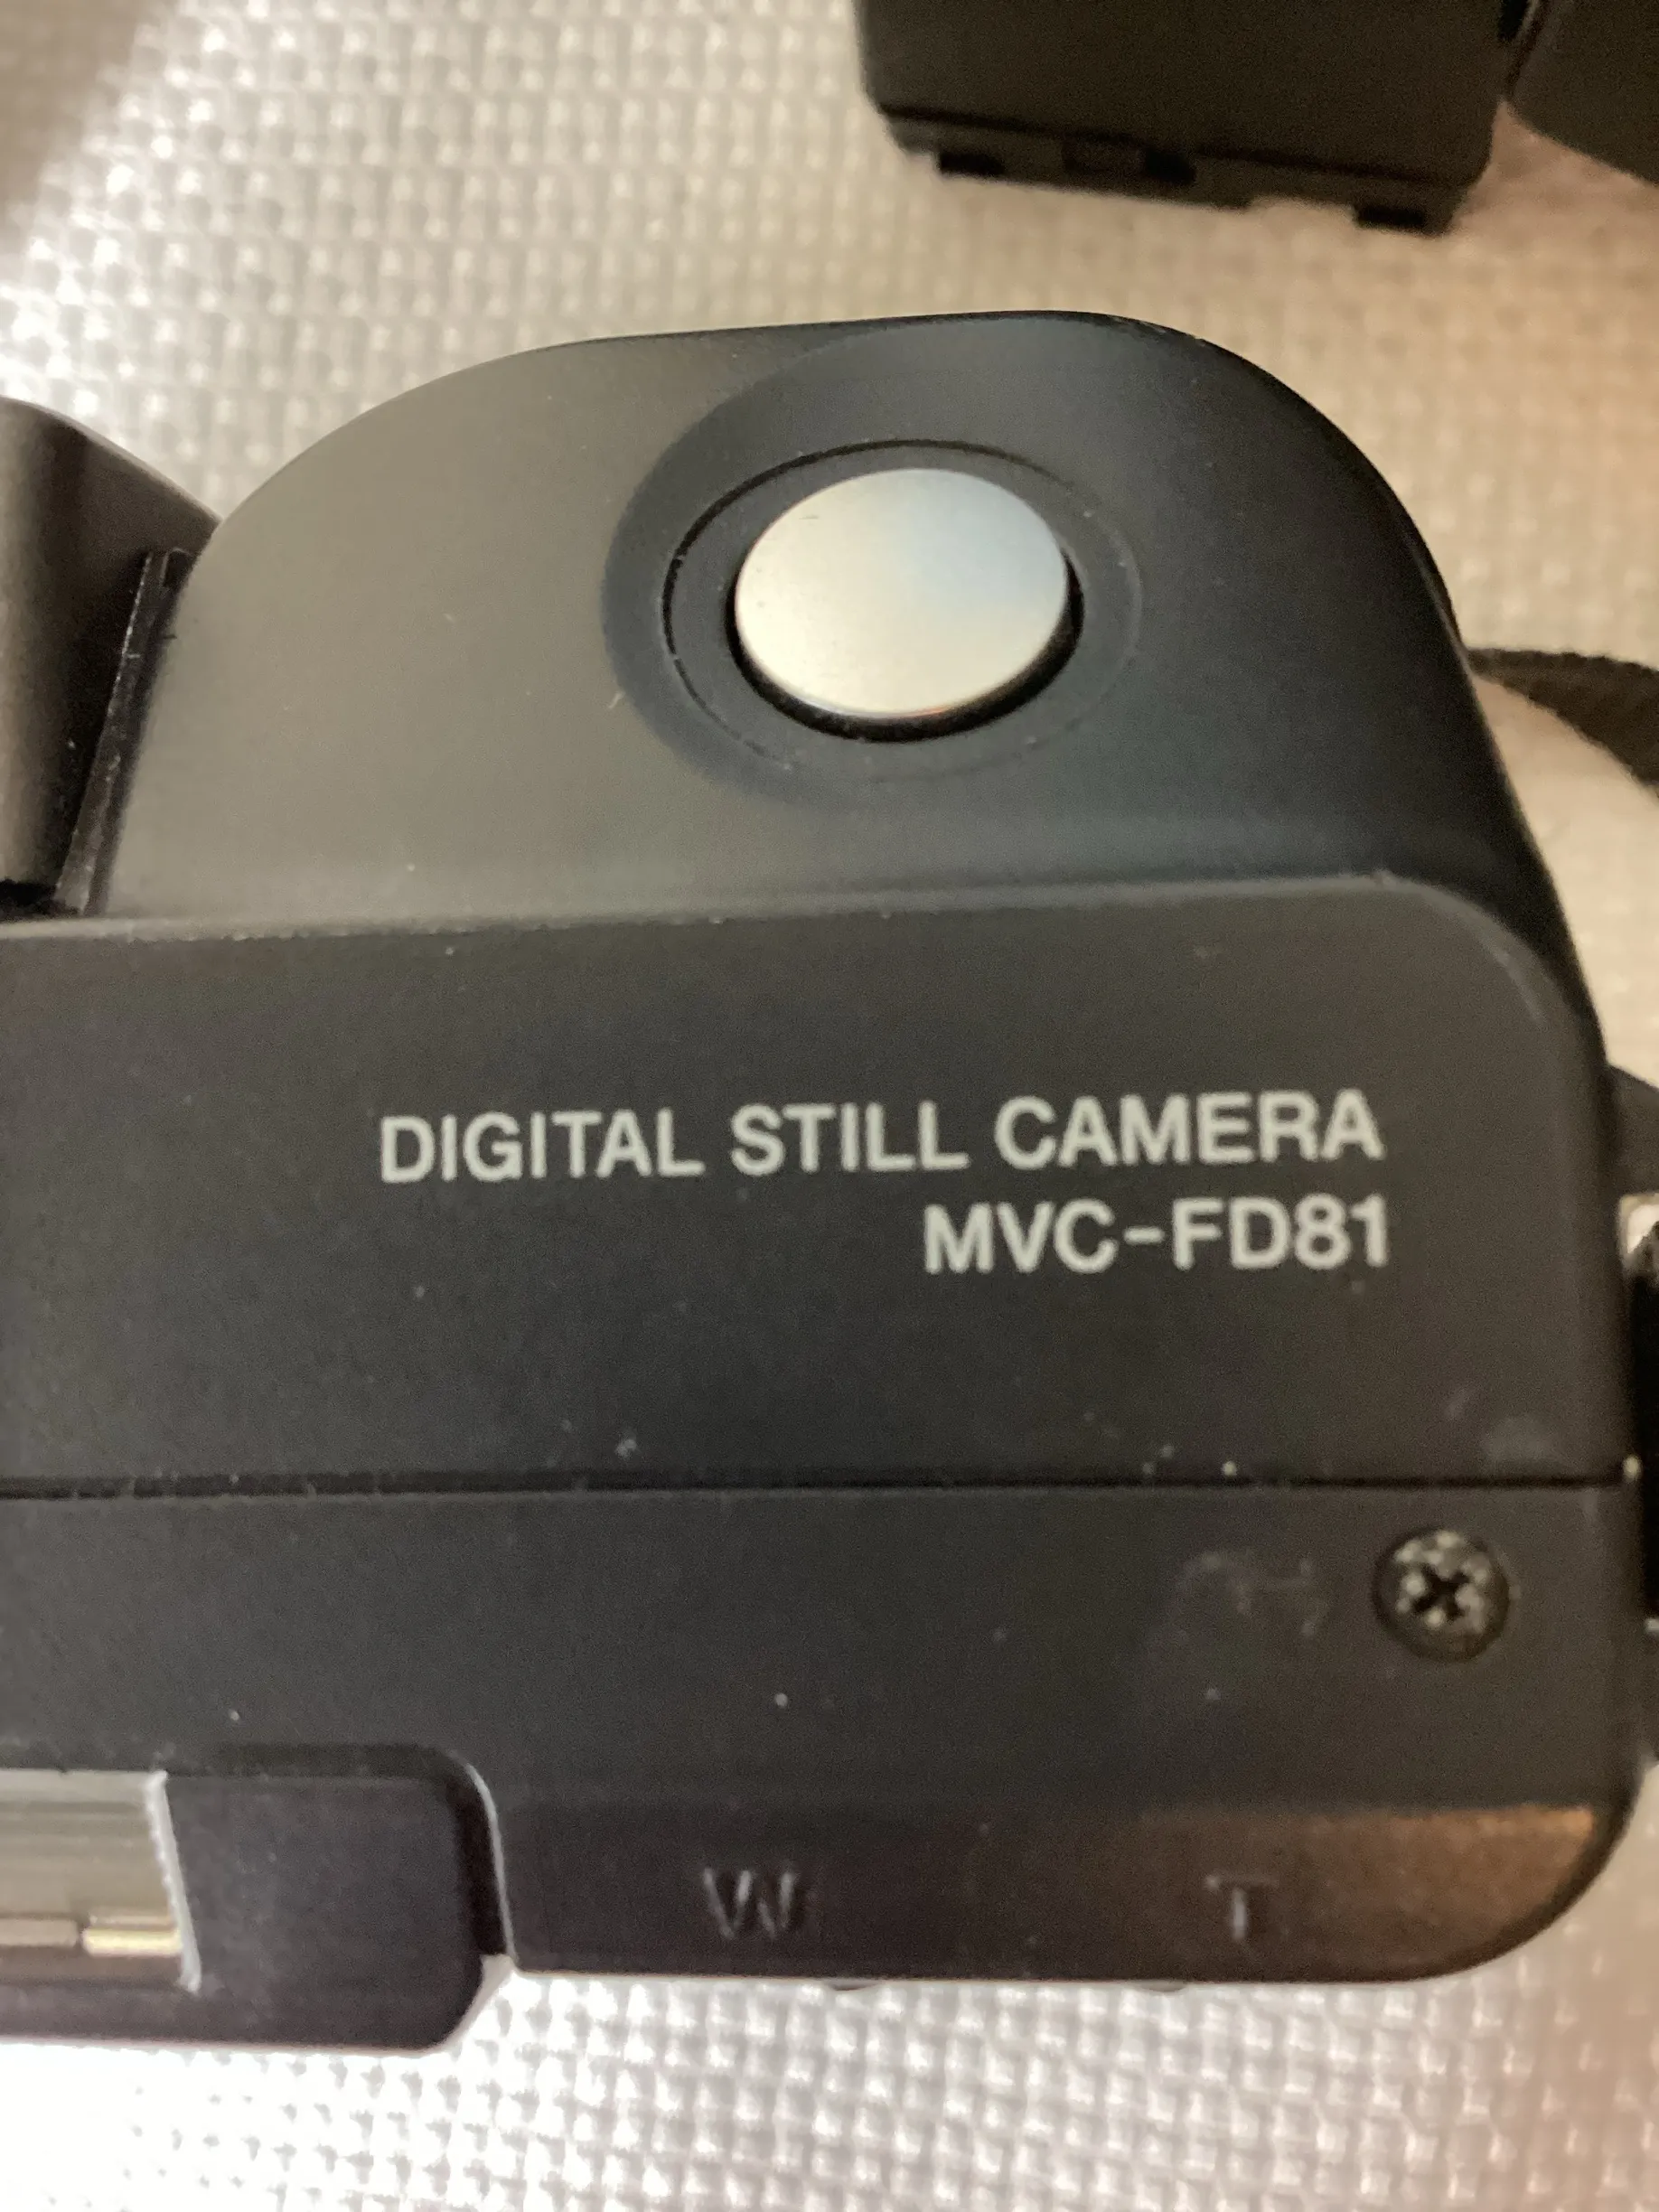 DIGITAL STILL CAMERA
MVC-FD81
W T